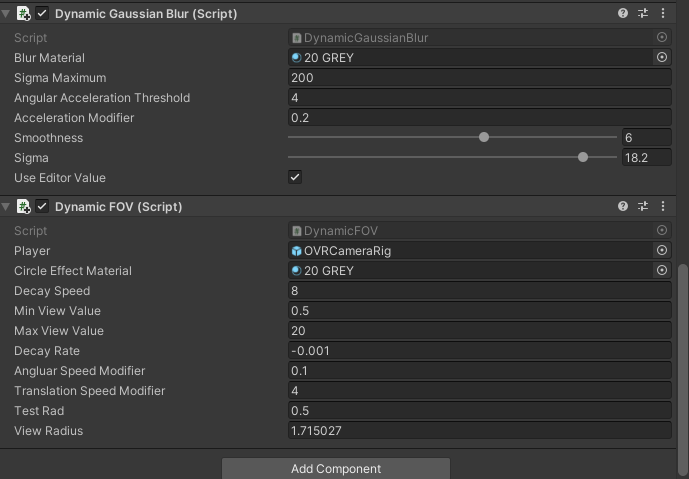 Dynamic Gaussian Blur (Script)
Script DynamicGaussianBlur
Blur Material 20 GREY
Sigma Maximum 200
Angular Acceleration Threshold 4
Acceleration Modifier 0.2
Smoothness 6
Sigma 18.2
Use Editor Value
Dynamic FOV (Script)
Script DynamicFOV
Player OVRCameraRig
Circle Effect Material 20 GREY
Decay Speed 8
Min View Value 0.5
Max View Value 20
Decay Rate -0.001
Angluar Speed Modifier 0.1
Translation Speed Modifier 4
Test Rad 0.5
View Radius 1.715027
Add Component